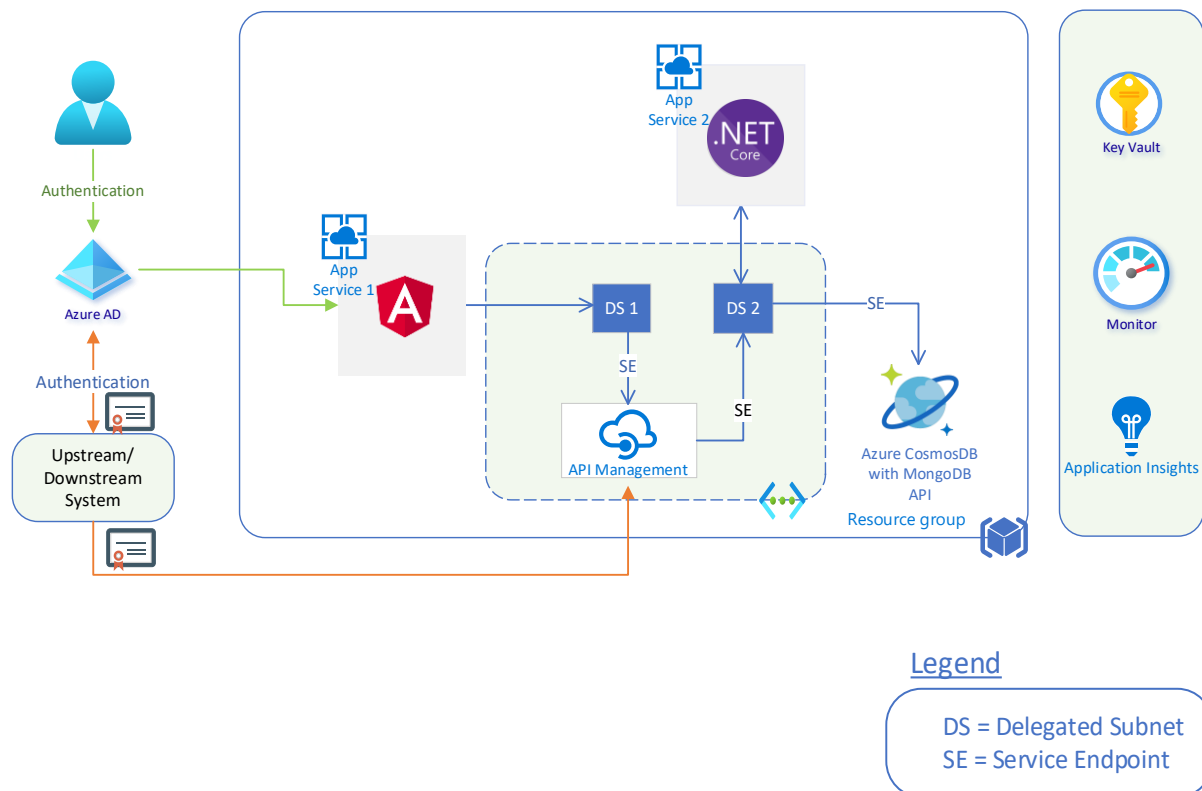 Authentication
Azure AD
Authentication
Upstream/
Downstream
System
App
Service 1
A
App
Service 2
.NET
Core
DS 1
DS 2
SE
SE
SE
API Management
Azure CosmosDB
with MongoDB
API
Resource group
Key Vault
Monitor
Application Insights
Legend
DS = Delegated Subnet
SE = Service Endpoint